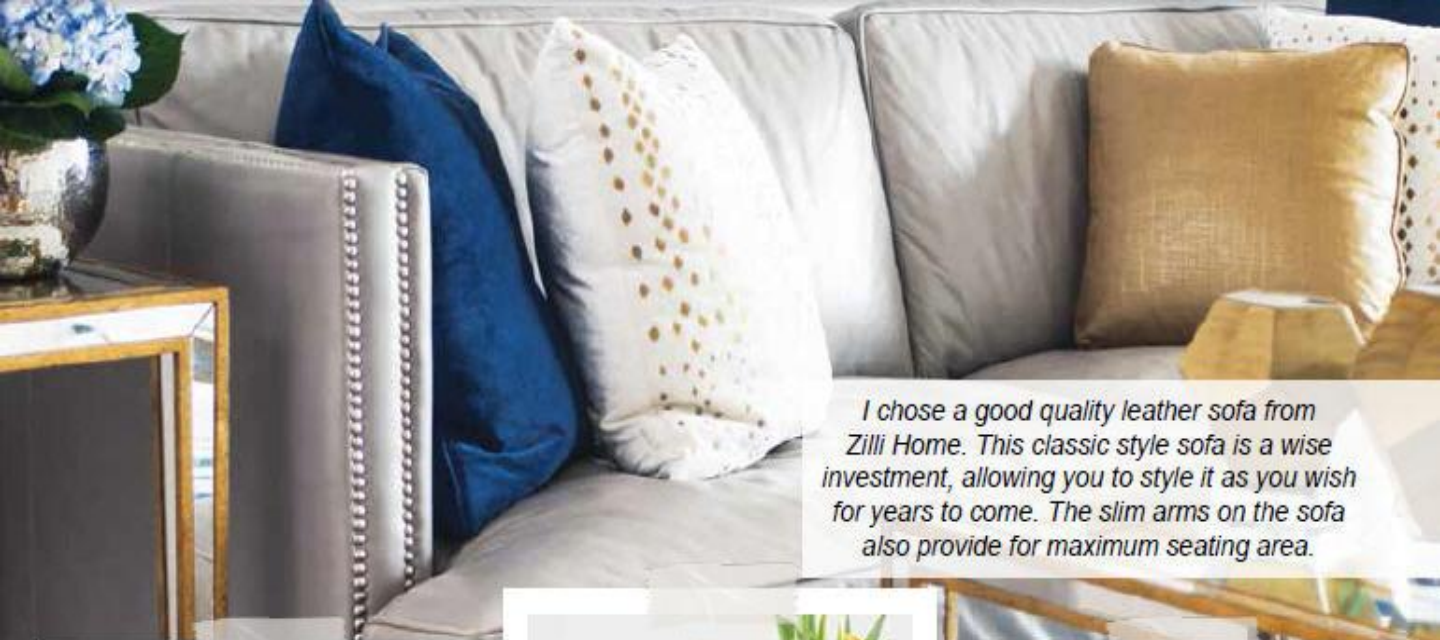 I chose a good quality leather sofa from
Zilli Home. This classic style sofa is a wise
investment, allowing you to style it as you wish
for years to come. The slim arms on the sofa
also provide for maximum seating area.